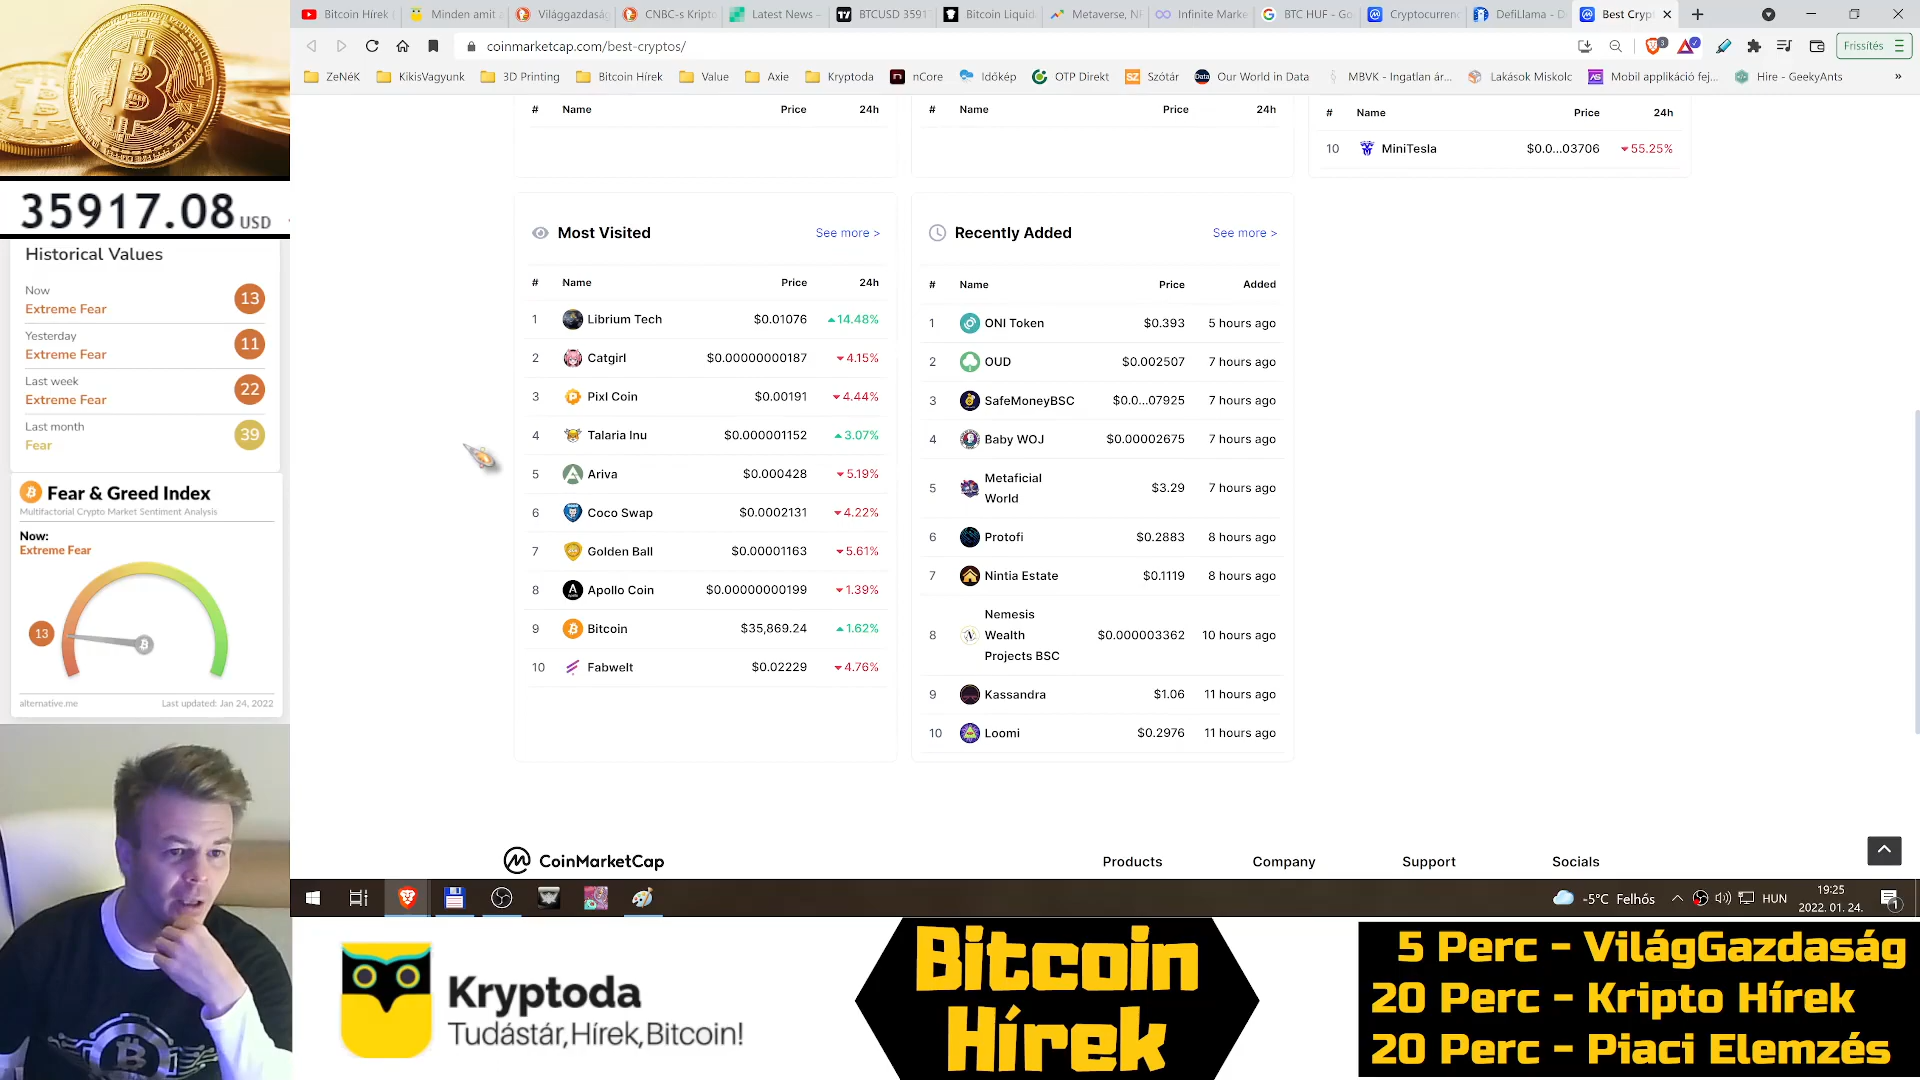 Bitcoin Hírek
Minden amit a
Világgazdaság
CNBC-s Kripto
Latest News -
BTCUSD 3591
Bitcoin Liquid
Metaverse, NF
Infinite Marke
BTC HUF - Go
Cryptocurrenc
DefiLlama - D
Best Cryp
coinmarketcap.com/best-cryptos/
Frissítés
ZeNéK
KikisVagyunk
3D Printing
Bitcoin Hírek
Value
Axie
Kryptoda
nCore
Időkép
OTP Direkt
Szótár
Our World in Data
MBVK - Ingatlan ár...
Lakások Miskolc
Mobil applikáció fej...
Hire - GeekyAnts
35917.08 USD
Historical Values
Now
Extreme Fear
13
Yesterday
Extreme Fear
11
Last week
Extreme Fear
22
Last month
Fear
39
Fear & Greed Index
Multifactorial Crypto Market Sentiment Analysis
Now:
Extreme Fear
13
alternative.me Last updated: Jan 24, 2022
# Name Price 24h
# Name Price 24h
# Name Price 24h
10 MiniTesla $0.0...03706 55.25%
Most Visited See more >
# Name Price 24h
1 Librium Tech $0.01076 14.48%
2 Catgirl $0.00000000187 4.15%
3 Pixl Coin $0.00191 4.44%
4 Talaria Inu $0.000001152 3.07%
5 Ariva $0.000428 5.19%
6 Coco Swap $0.0002131 4.22%
7 Golden Ball $0.00001163 5.61%
8 Apollo Coin $0.00000000199 1.39%
9 Bitcoin $35,869.24 1.62%
10 Fabwelt $0.02229 4.76%
Recently Added See more >
# Name Price Added
1 ONI Token $0.393 5 hours ago
2 OUD $0.002507 7 hours ago
3 SafeMoneyBSC $0.0...07925 7 hours ago
4 Baby WOJ $0.00002675 7 hours ago
5 Metaficial World $3.29 7 hours ago
6 Protofi $0.2883 8 hours ago
7 Nintia Estate $0.1119 8 hours ago
8 Nemesis Wealth Projects BSC $0.000003362 10 hours ago
9 Kassandra $1.06 11 hours ago
10 Loomi $0.2976 11 hours ago
CoinMarketCap
Products
Company
Support
Socials
-5°C Felhős
HUN
19:25
2022. 01. 24.
1
Kryptoda
Tudástár,Hírek,Bitcoin!
Bitcoin
Hírek
5 Perc - VilágGazdaság
20 Perc - Kripto Hírek
20 Perc - Piaci Elemzés